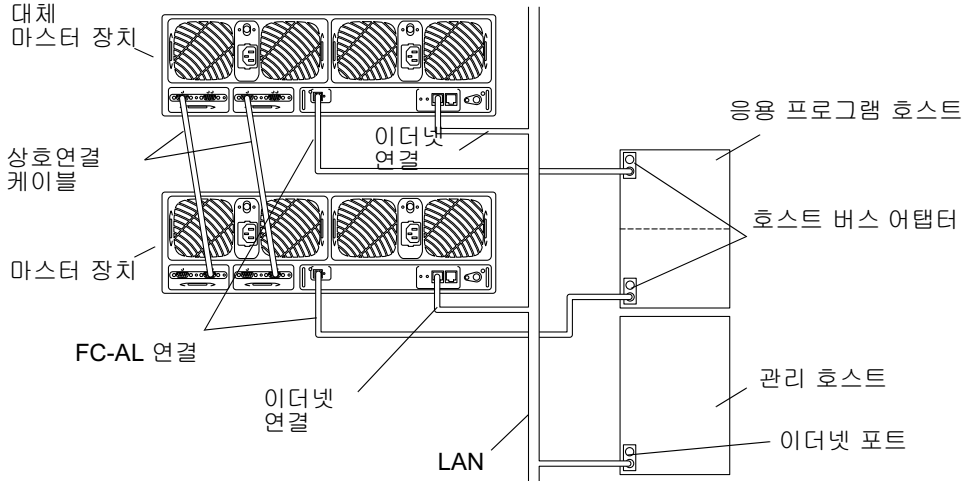 대체
마스터 장치
응용 프로그램 호스트
이더넷
연결
상호연결
케이블
호스트 버스 어탭터
마스터 장치
FC-AL 연결
관리 호스트
이더넷
연결
이더넷 포트
LAN